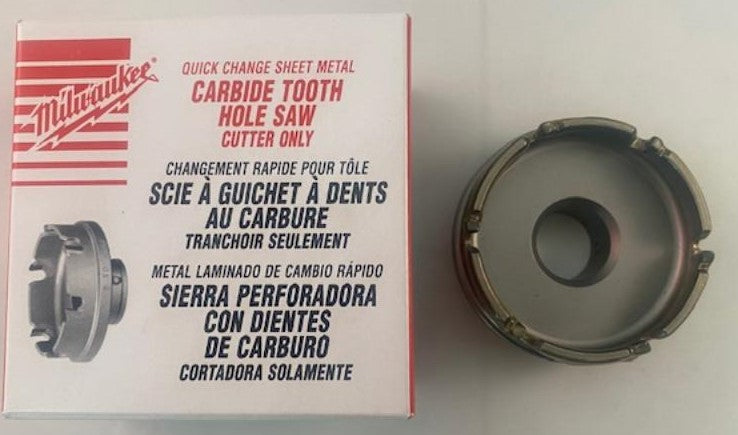 Milwaukee
QUICK CHANGE SHEET METAL
CARBIDE TOOTH
HOLE SAW
CUTTER ONLY
CHANGEMENT RAPIDE POUR TÔLE
SCIE À GUICHET À DENTS
AU CARBURE
TRANCHOIR SEULEMENT
METAL LAMINADO DE CAMBIO RÁPIDO
SIERRA PERFORADORA
CON DIENTES
DE CARBURO
CORTADORA SOLAMENTE